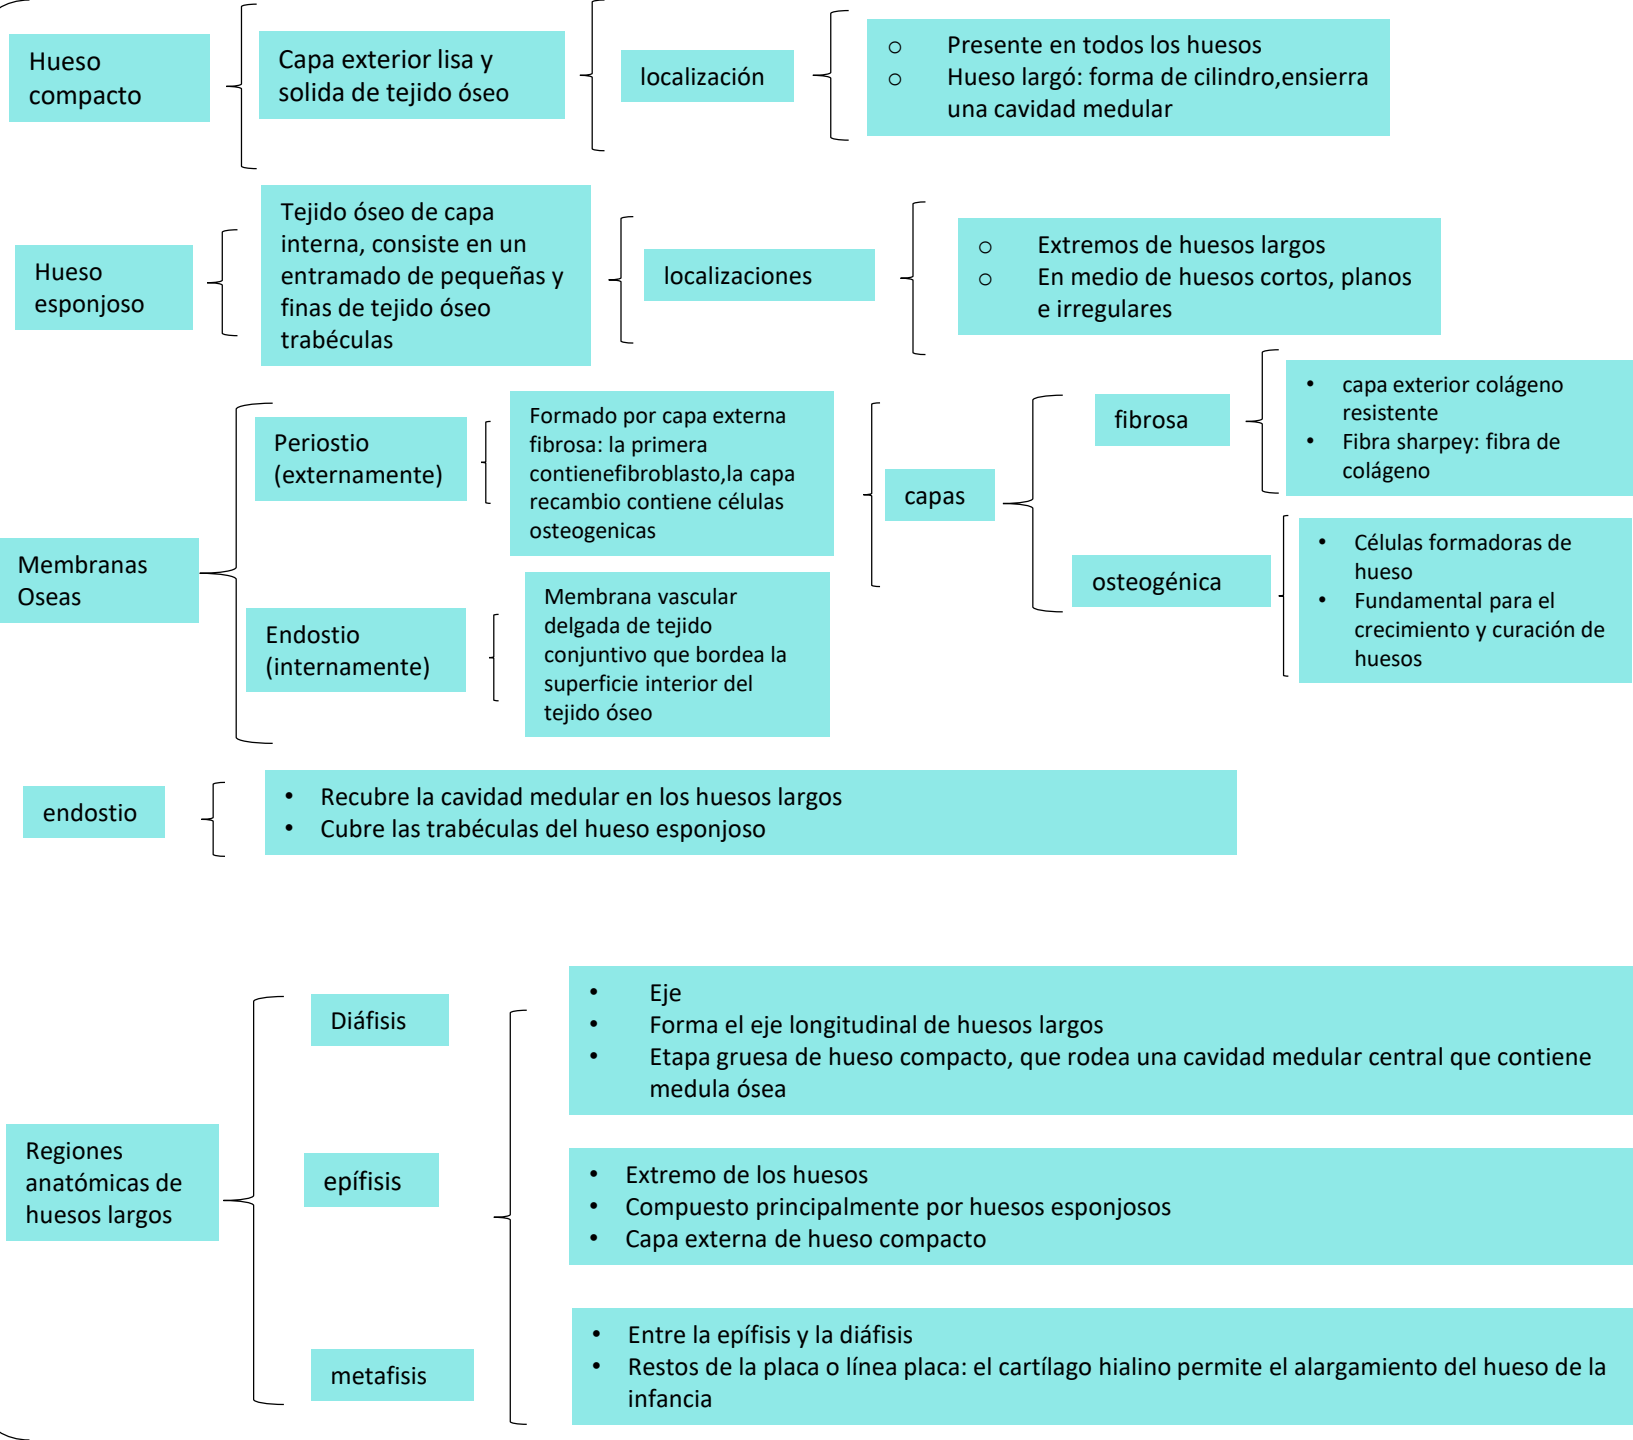 Hueso
compacto
Capa exterior lisa y
solida de tejido óseo
localización
o Presente en todos los huesos
o Hueso largó: forma de cilindro,ensierra
una cavidad medular
Hueso
esponjoso
Tejido óseo de capa
interna, consiste en un
entramado de pequeñas y
finas de tejido óseo
trabéculas
localizaciones
o Extremos de huesos largos
o En medio de huesos cortos, planos
e irregulares
Membranas
Oseas
Periostio
(externamente)
Formado por capa externa
fibrosa: la primera
contienefibroblasto,la capa
recambio contiene células
osteogenicas
capas
fibrosa
• capa exterior colágeno
resistente
• Fibra sharpey: fibra de
colágeno
osteogénica
• Células formadoras de
hueso
• Fundamental para el
crecimiento y curación de
huesos
Endostio
(internamente)
Membrana vascular
delgada de tejido
conjuntivo que bordea la
superficie interior del
tejido óseo
endostio
• Recubre la cavidad medular en los huesos largos
• Cubre las trabéculas del hueso esponjoso
Regiones
anatómicas de
huesos largos
Diáfisis
• Eje
• Forma el eje longitudinal de huesos largos
• Etapa gruesa de hueso compacto, que rodea una cavidad medular central que contiene
medula ósea
epífisis
• Extremo de los huesos
• Compuesto principalmente por huesos esponjosos
• Capa externa de hueso compacto
metafisis
• Entre la epífisis y la diáfisis
• Restos de la placa o línea placa: el cartílago hialino permite el alargamiento del hueso de la
infancia